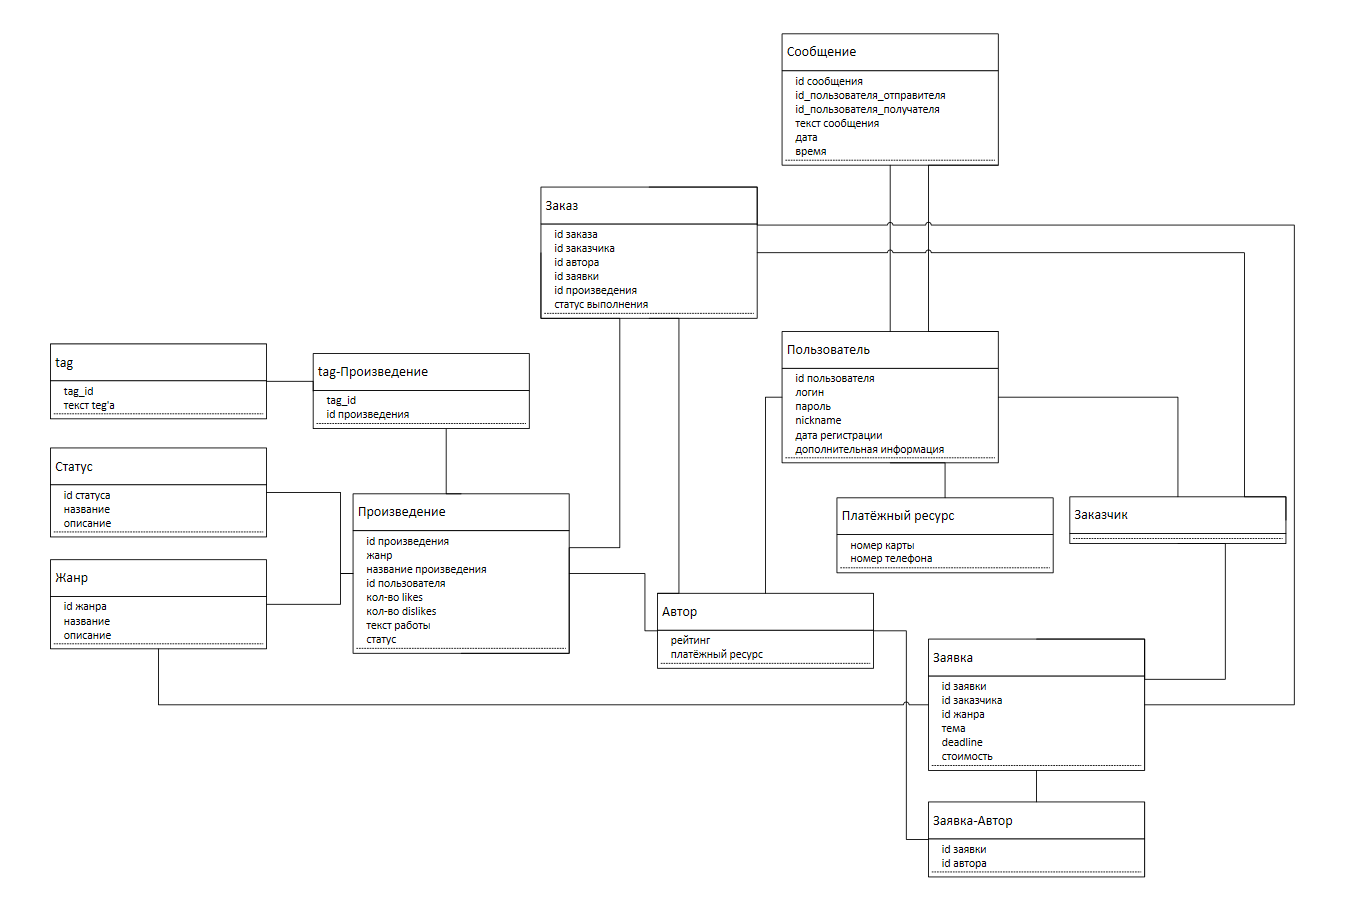 Сообщение
id сообщения
id_пользователя_отправителя
id_пользователя_получателя
текст сообщения
дата
время
Заказ
id заказа
id заказчика
id автора
id заявки
id произведения
статус выполнения
tag
tag_id
текст teg'а
tag-Произведение
tag_id
id произведения
Пользователь
id пользователя
логин
пароль
nickname
дата регистрации
дополнительная информация
Статус
id статуса
название
описание
Произведение
id произведения
жанр
название произведения
id пользователя
кол-во likes
кол-во dislikes
текст работы
статус
Платёжный ресурс
номер карты
номер телефона
Заказчик
Жанр
id жанра
название
описание
Автор
рейтинг
платёжный ресурс
Заявка
id заявки
id заказчика
id жанра
тема
deadline
стоимость
Заявка-Автор
id заявки
id автора